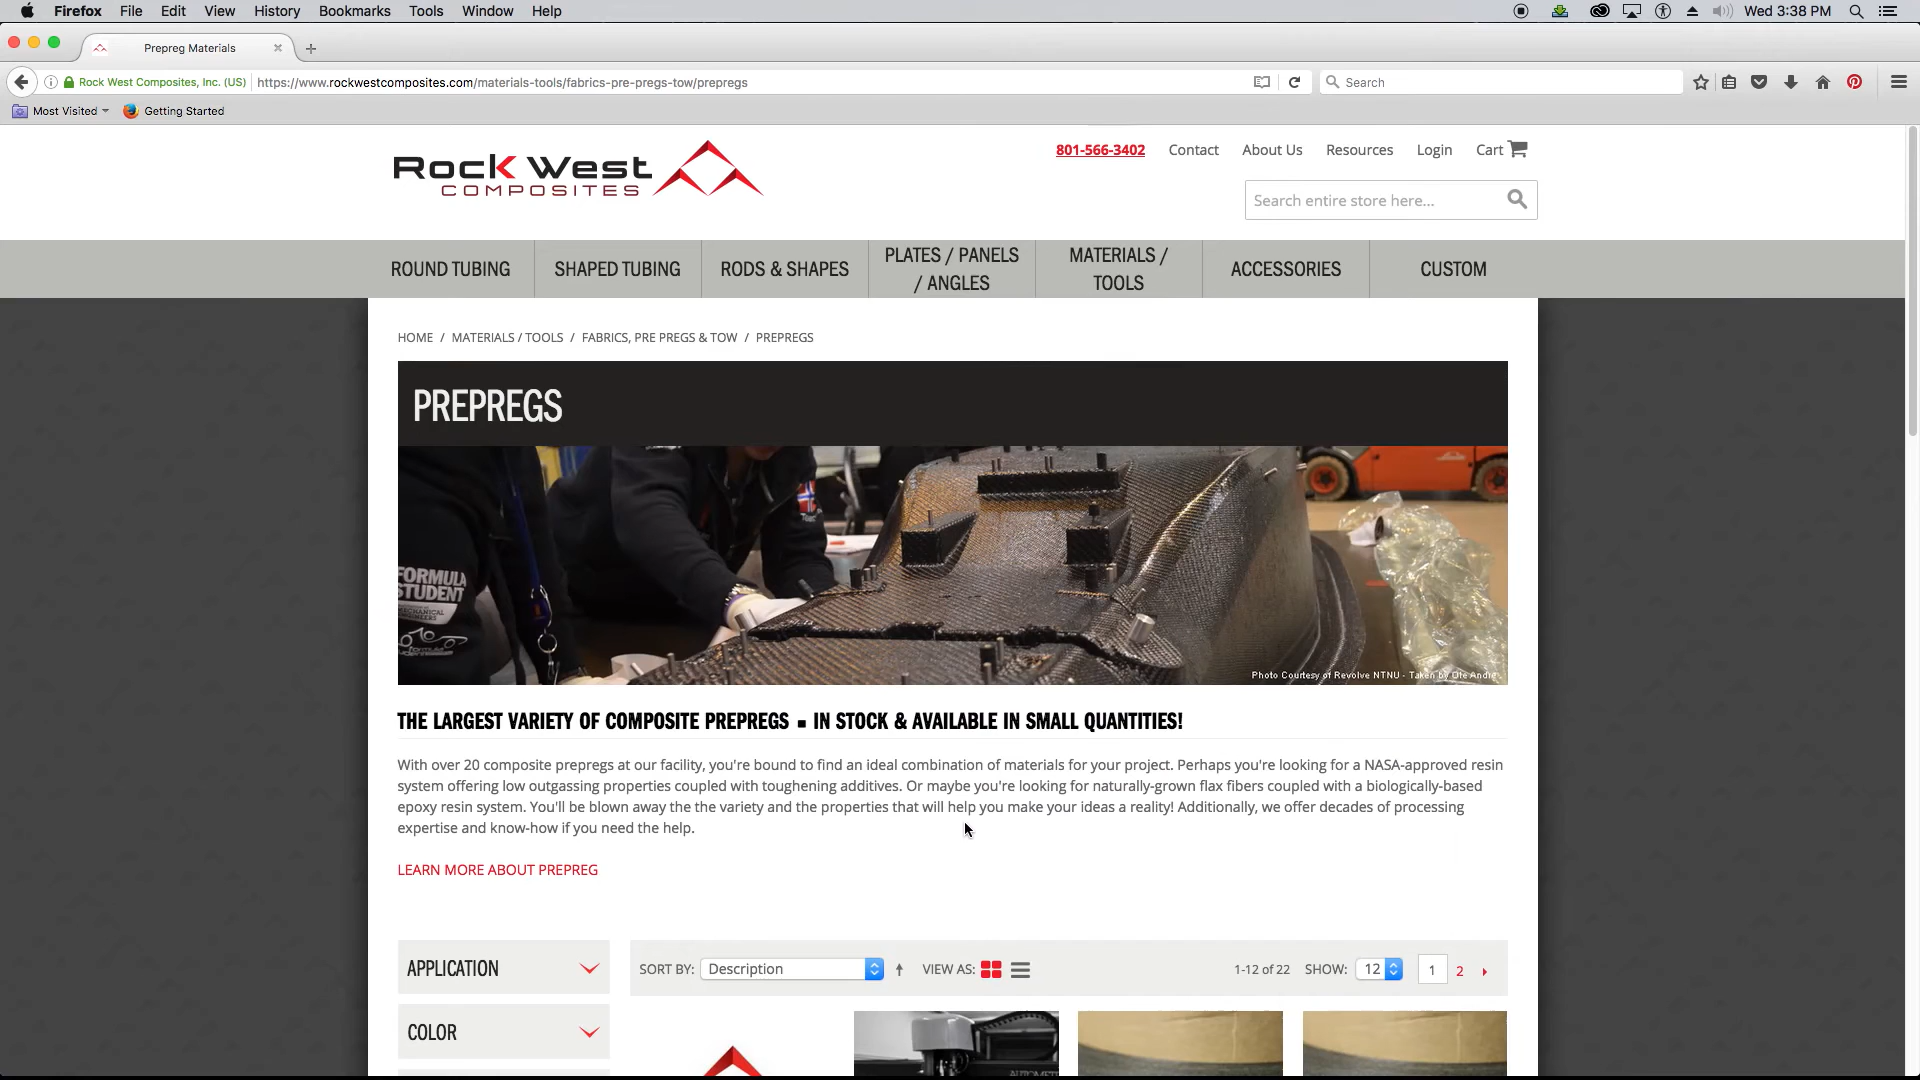 Firefox File Edit View History Bookmarks Tools Window Help Wed 3:38 PM
Prepreg Materials
Rock West Composites, Inc. (US) https://www.rockwestcomposites.com/materials-tools/fabrics-pre-pregs-tow/prepregs Search
Most Visited Getting Started
Rock West
COMPOSITES
801-566-3402 Contact About Us Resources Login Cart
Search entire store here...
ROUND TUBING SHAPED TUBING RODS & SHAPES PLATES / PANELS / ANGLES MATERIALS / TOOLS ACCESSORIES CUSTOM
HOME / MATERIALS / TOOLS / FABRICS, PRE PREGS & TOW / PREPREGS
PREPREGS
FORMULA
STUDENT
Photo Courtesy of Revolve NTNU - Taken by Ole Andre
THE LARGEST VARIETY OF COMPOSITE PREPREGS ▪ IN STOCK & AVAILABLE IN SMALL QUANTITIES!
With over 20 composite prepregs at our facility, you're bound to find an ideal combination of materials for your project. Perhaps you're looking for a NASA-approved resin
system offering low outgassing properties coupled with toughening additives. Or maybe you're looking for naturally-grown flax fibers coupled with a biologically-based
epoxy resin system. You'll be blown away the the variety and the properties that will help you make your ideas a reality! Additionally, we offer decades of processing
expertise and know-how if you need the help.
LEARN MORE ABOUT PREPREG
APPLICATION
COLOR
SORT BY: Description VIEW AS: 1-12 of 22 SHOW: 12 1 2